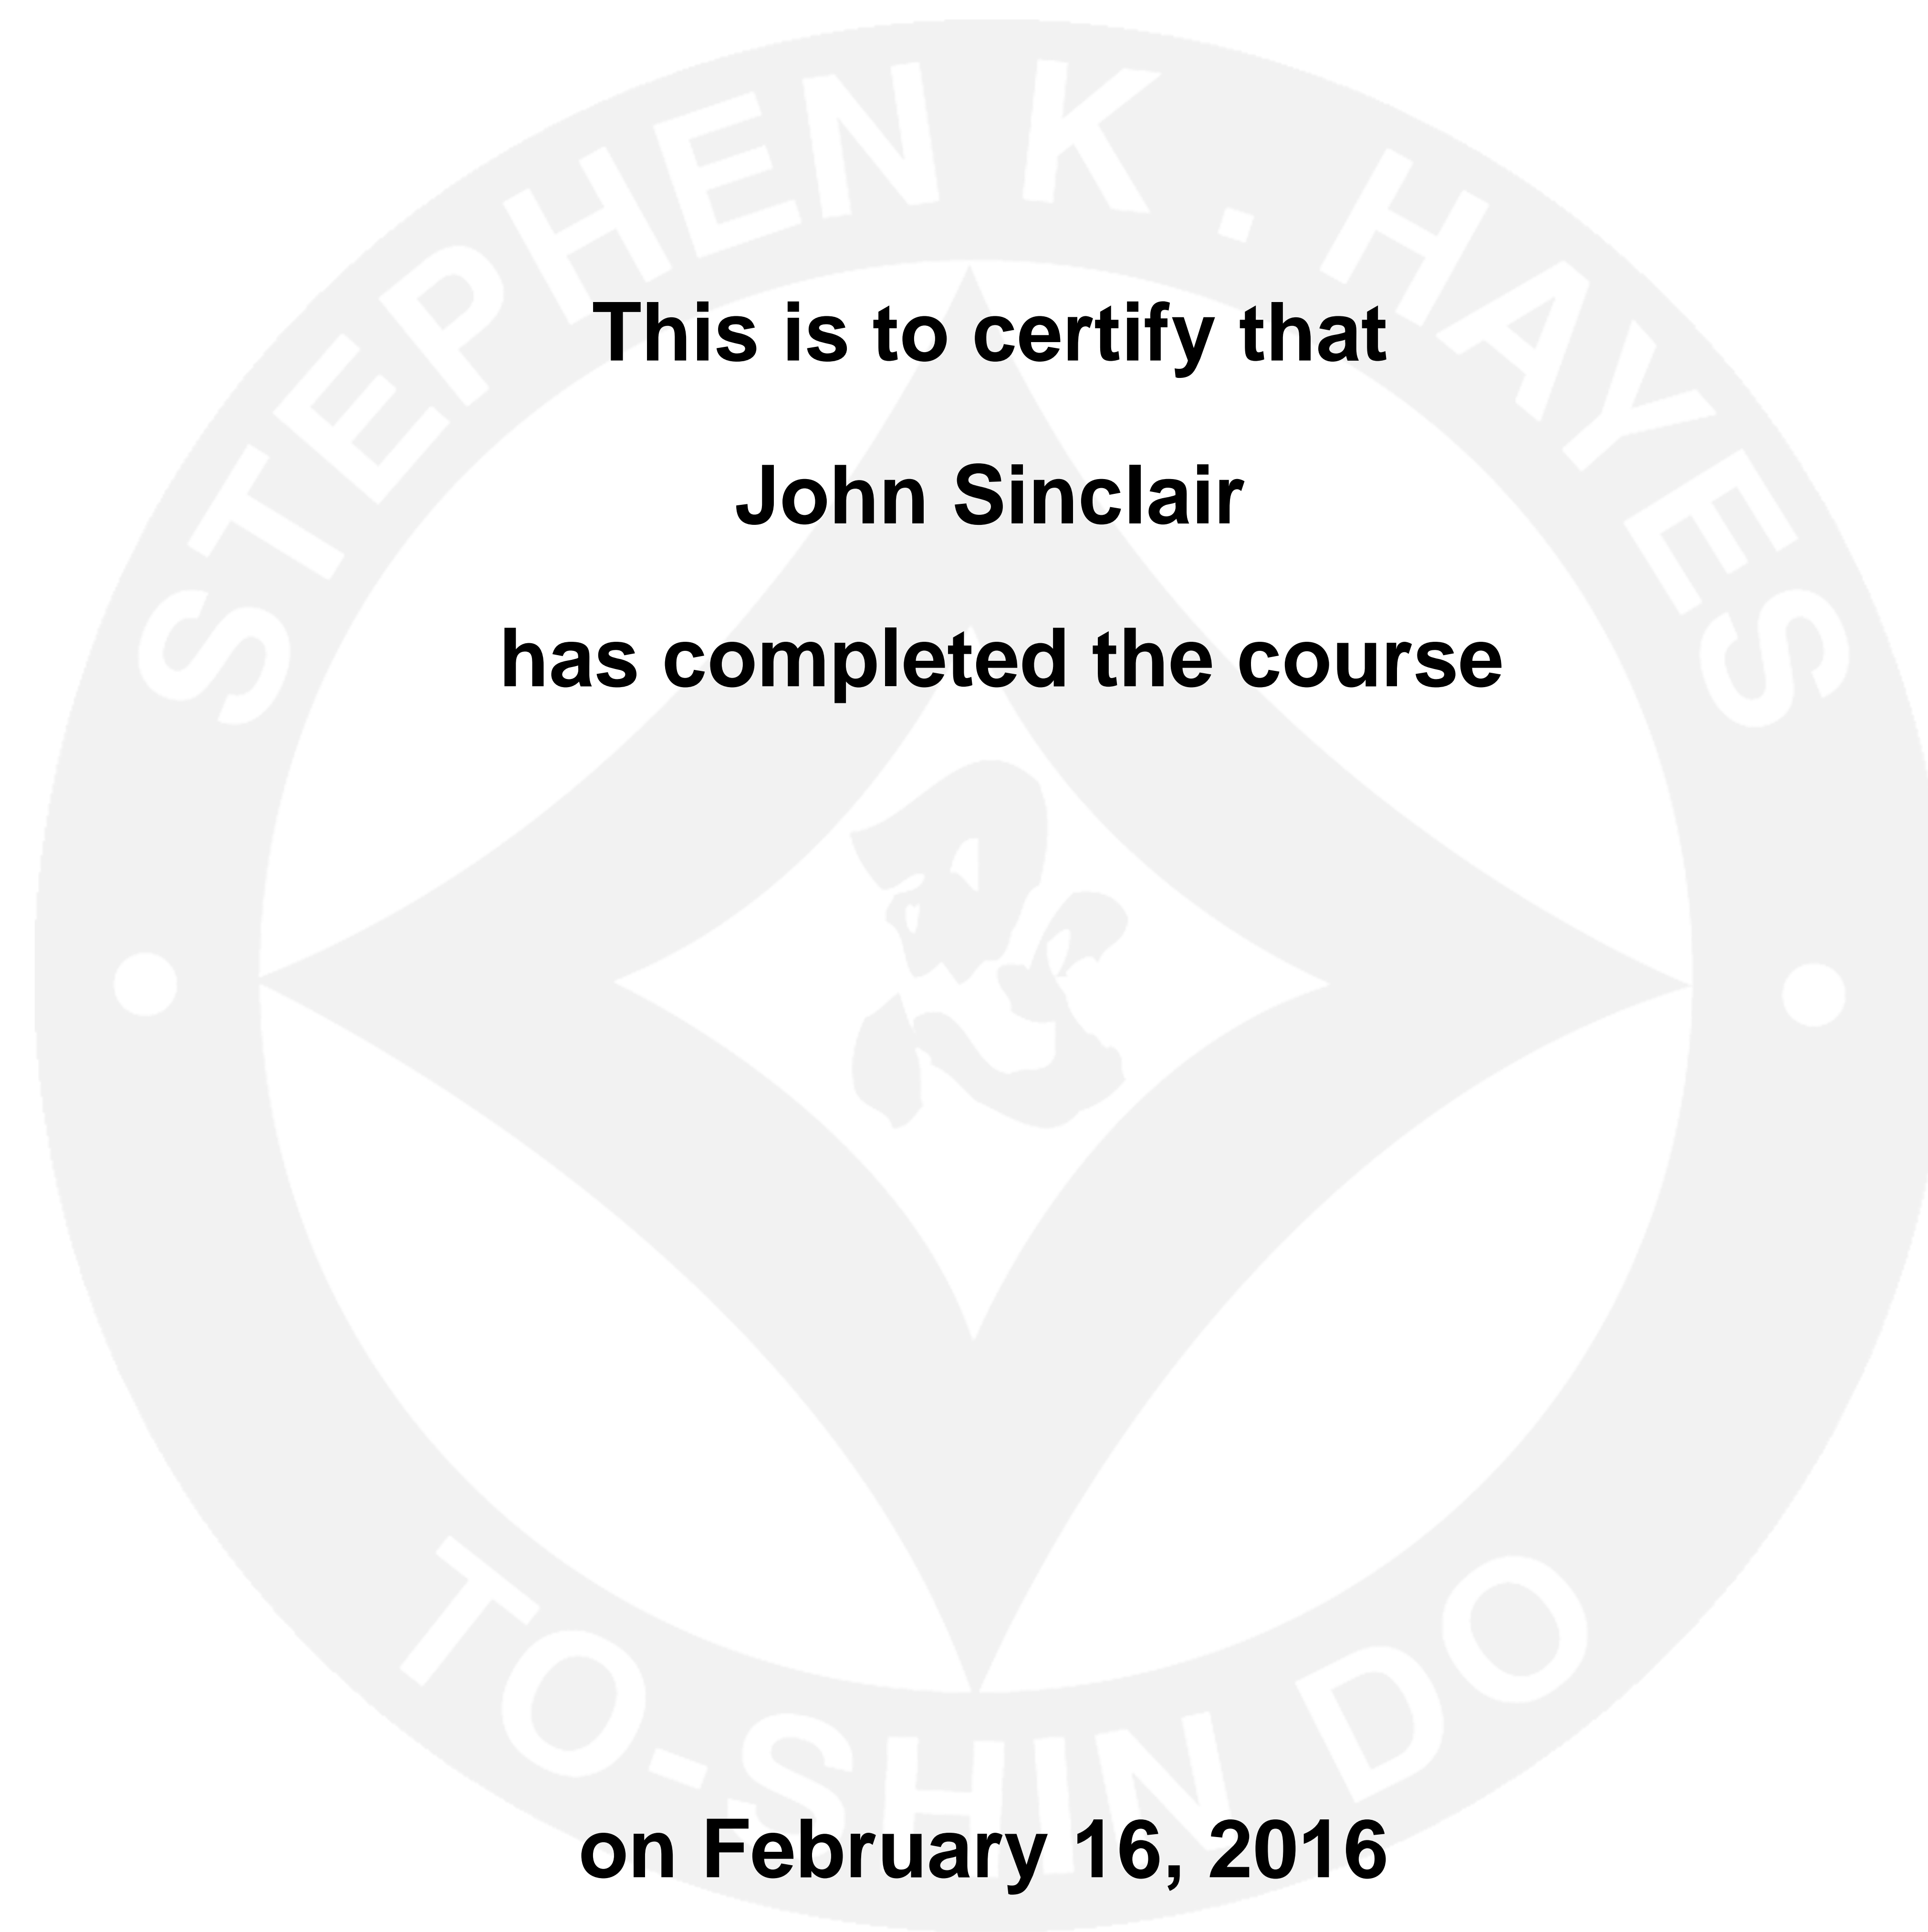 STEPHEN K. HAYES
This is to certify that
John Sinclair
has completed the course
忍
TO-SHIN DO
on February 16, 2016